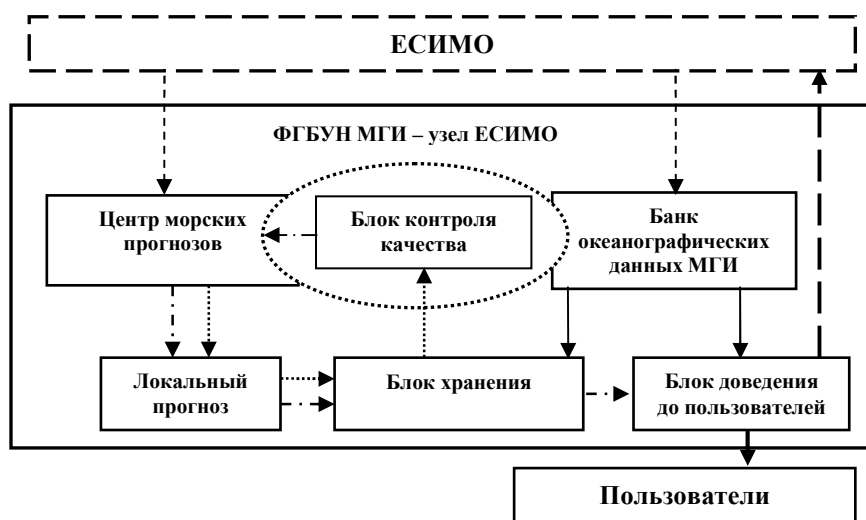 ЕСИМО
ФГБУН МГИ – узел ЕСИМО
Центр морских
прогнозов
Блок контроля
качества
Банк
океанографических
данных МГИ
Локальный
прогноз
Блок хранения
Блок доведения
до пользователей
Пользователи